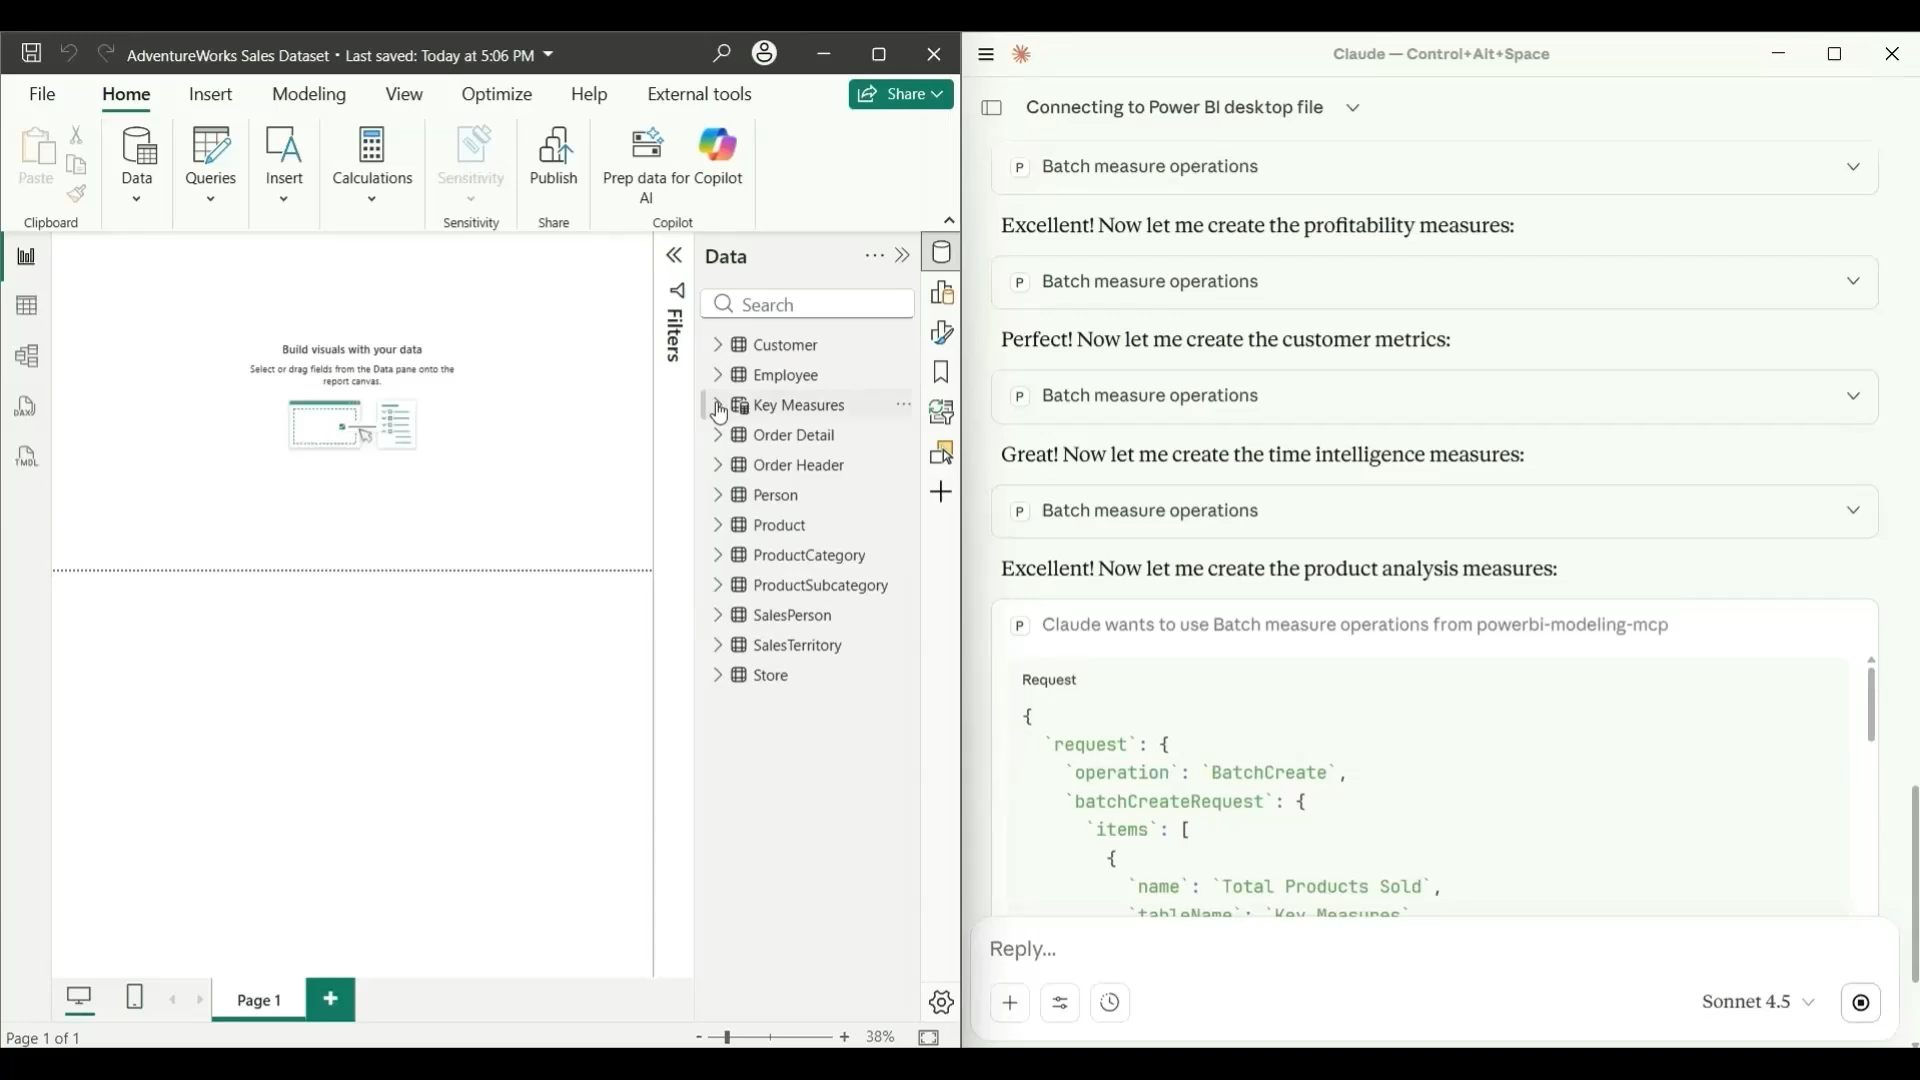 AdventureWorks Sales Dataset • Last saved: Today at 5:06 PM
File
Home
Insert
Modeling
View
Optimize
Help
External tools
Share
Paste
Data
Queries
Insert
Calculations
Sensitivity
Publish
Prep data for AI
Copilot
Clipboard
Sensitivity
Share
Copilot
DAX
TMDL
Build visuals with your data
Select or drag fields from the Data pane onto the
report canvas.
Filters
Data
Search
Customer
Employee
Key Measures
Order Detail
Order Header
Person
Product
ProductCategory
ProductSubcategory
SalesPerson
SalesTerritory
Store
Page 1
Page 1 of 1
38%
Claude — Control+Alt+Space
Connecting to Power BI desktop file
P Batch measure operations
Excellent! Now let me create the profitability measures:
P Batch measure operations
Perfect! Now let me create the customer metrics:
P Batch measure operations
Great! Now let me create the time intelligence measures:
P Batch measure operations
Excellent! Now let me create the product analysis measures:
P Claude wants to use Batch measure operations from powerbi-modeling-mcp
Request
{
`request`: {
`operation`: `BatchCreate`,
`batchCreateRequest`: {
`items`: [
{
`name`: `Total Products Sold`,
`tableName`: `Key Measures`
Reply...
Sonnet 4.5